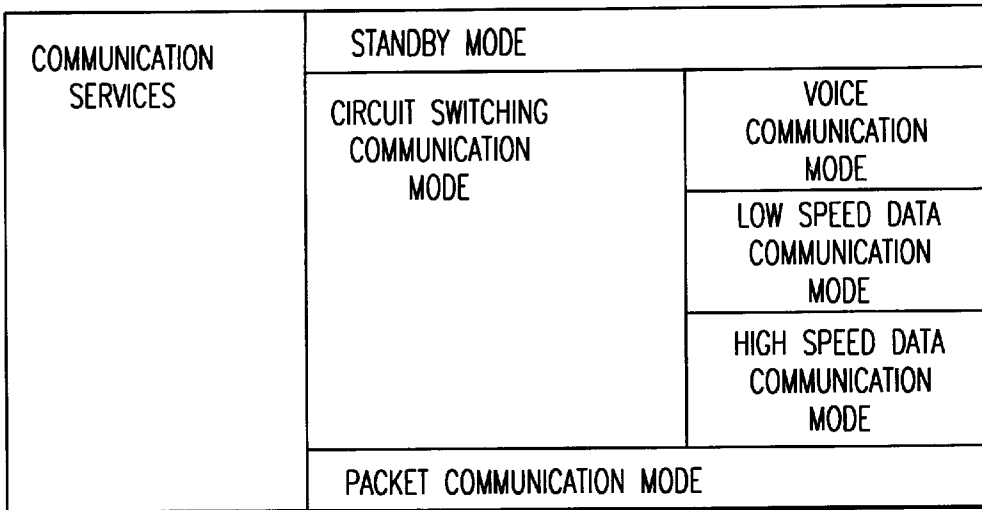 COMMUNICATION
SERVICES
STANDBY MODE
CIRCUIT SWITCHING
COMMUNICATION
MODE
VOICE
COMMUNICATION
MODE
LOW SPEED DATA
COMMUNICATION
MODE
HIGH SPEED DATA
COMMUNICATION
MODE
PACKET COMMUNICATION MODE